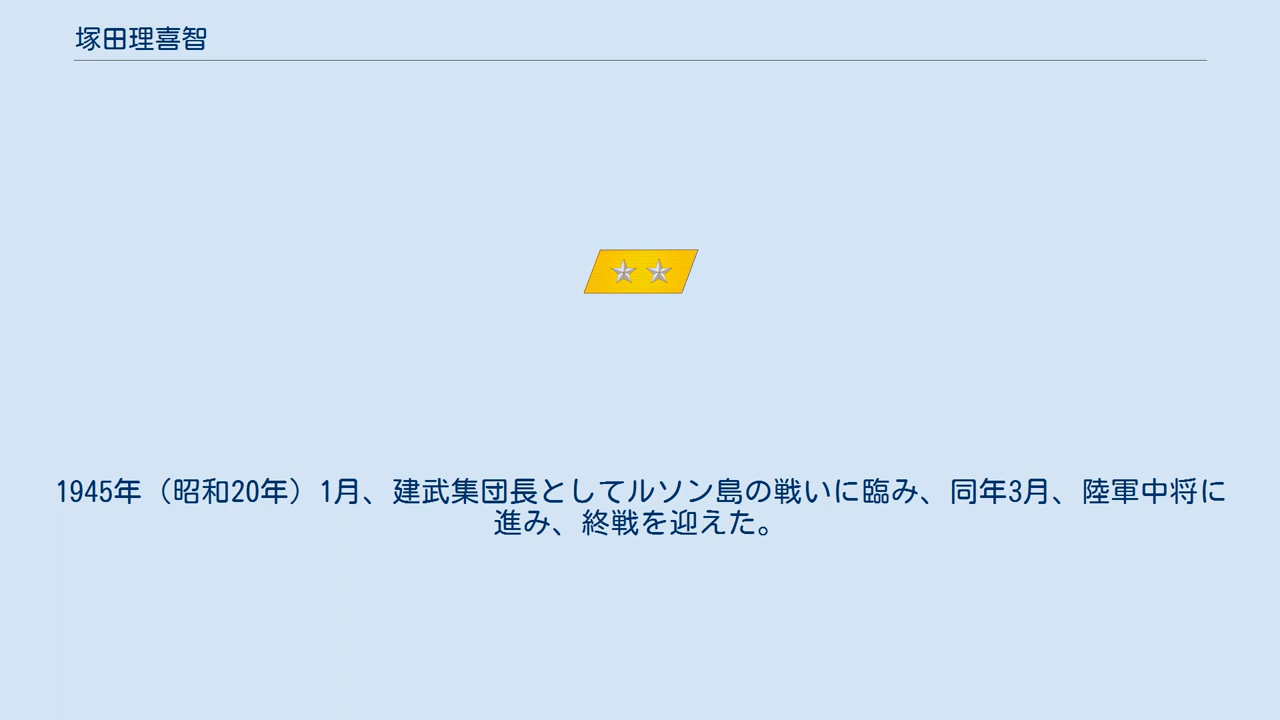 塚田理喜智
1945年（昭和20年）1月、建武集団長としてルソン島の戦いに臨み、同年3月、陸軍中将に
進み、終戦を迎えた。